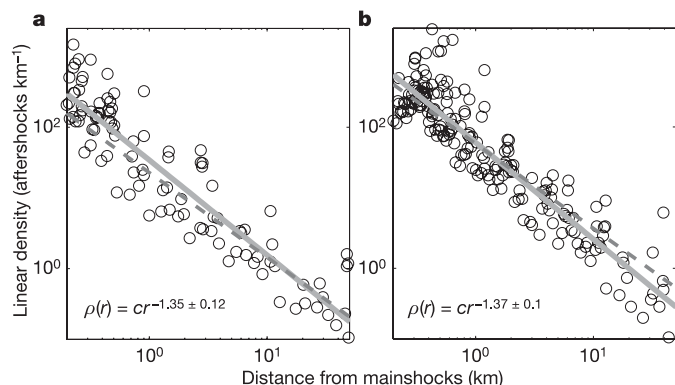 a
b
Linear density (aftershocks km⁻¹)
10²
10⁰
10²
10⁰
ρ(r) = cr⁻¹·³⁵ ± ⁰·¹²
ρ(r) = cr⁻¹·³⁷ ± ⁰·¹
10⁰
10¹
10⁰
10¹
Distance from mainshocks (km)